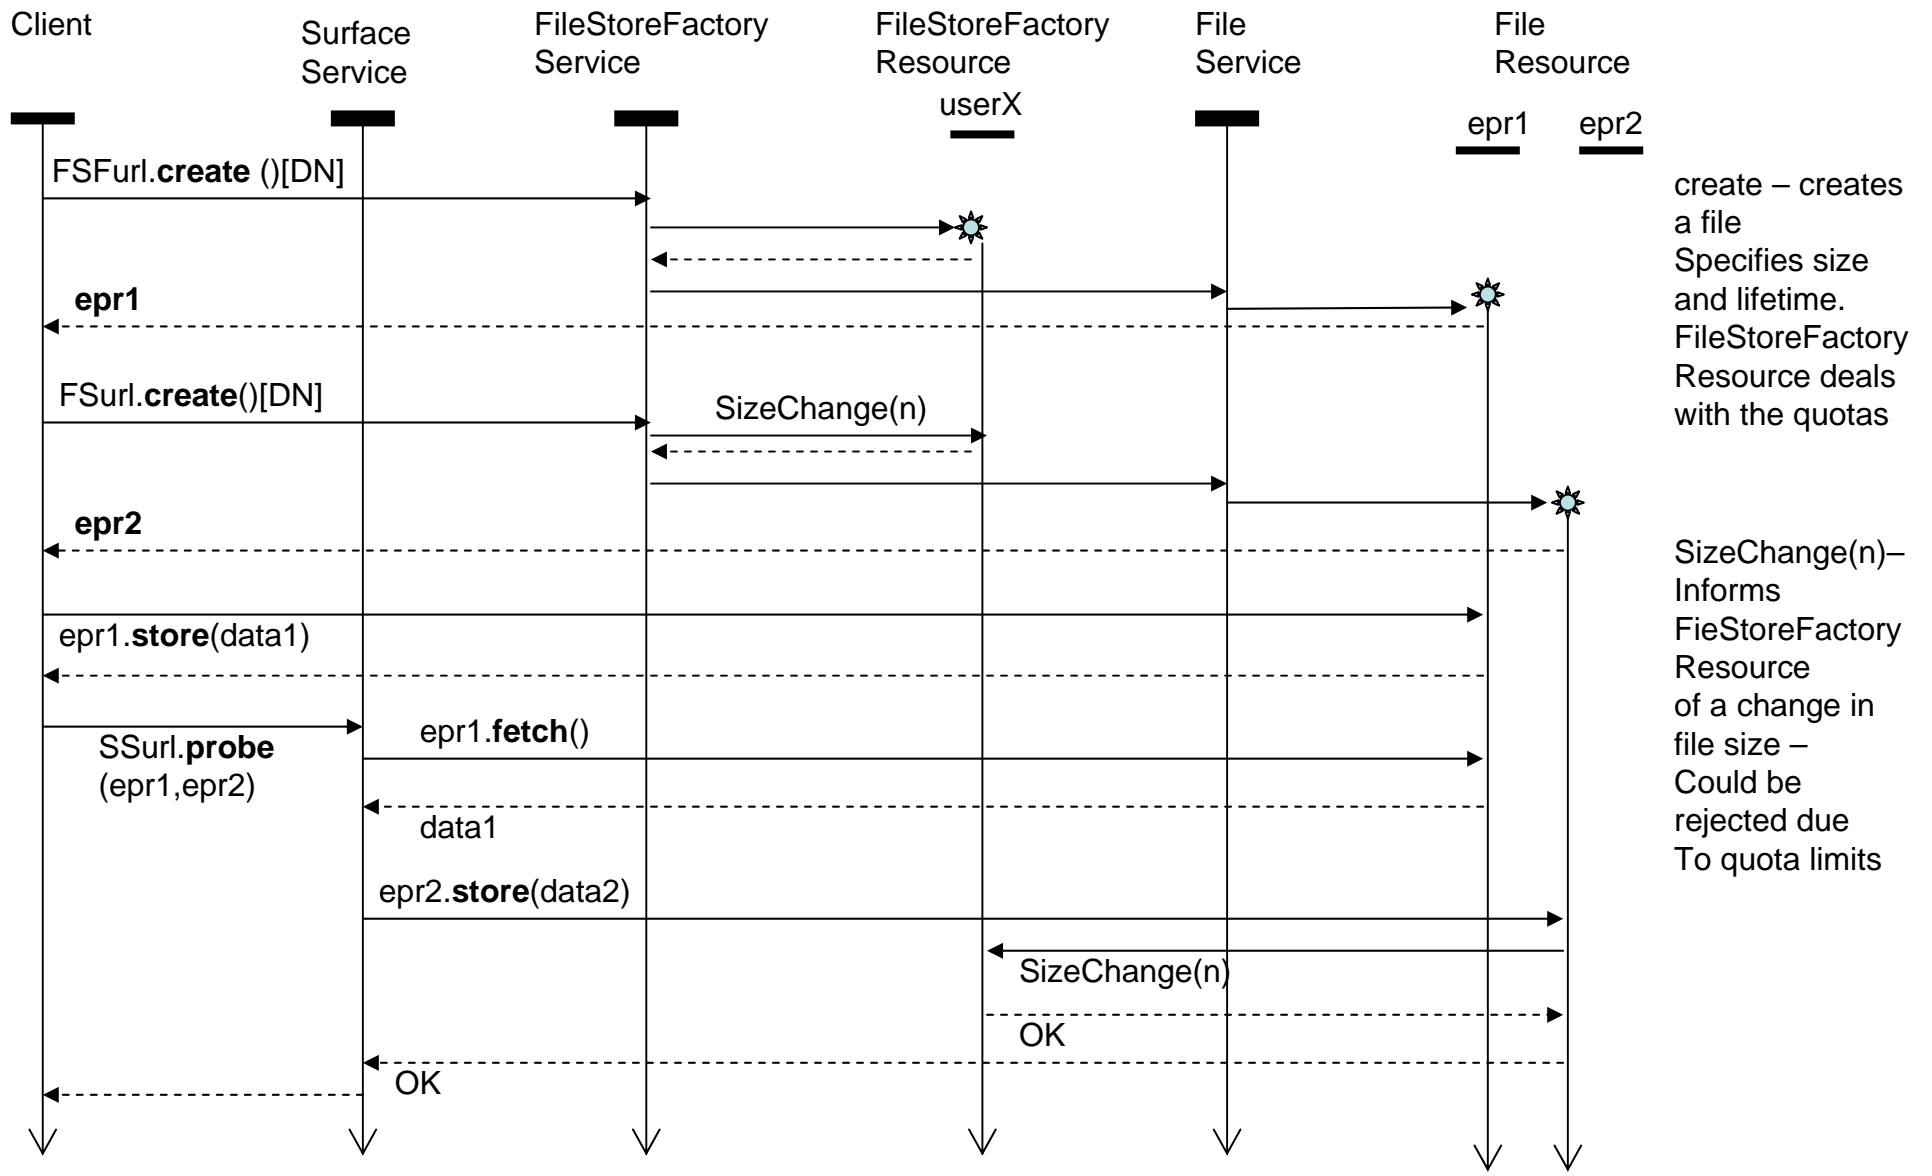 Client
Surface
Service
FileStoreFactory
Service
FileStoreFactory
Resource
userX
File
Service
File
Resource
epr1
epr2
FSFurl.create ()[DN]
epr1
FSurl.create()[DN]
SizeChange(n)
epr2
epr1.store(data1)
SSurl.probe
(epr1,epr2)
epr1.fetch()
data1
epr2.store(data2)
SizeChange(n)
OK
OK
create – creates
a file
Specifies size
and lifetime.
FileStoreFactory
Resource deals
with the quotas
SizeChange(n)–
Informs
FieStoreFactory
Resource
of a change in
file size –
Could be
rejected due
To quota limits